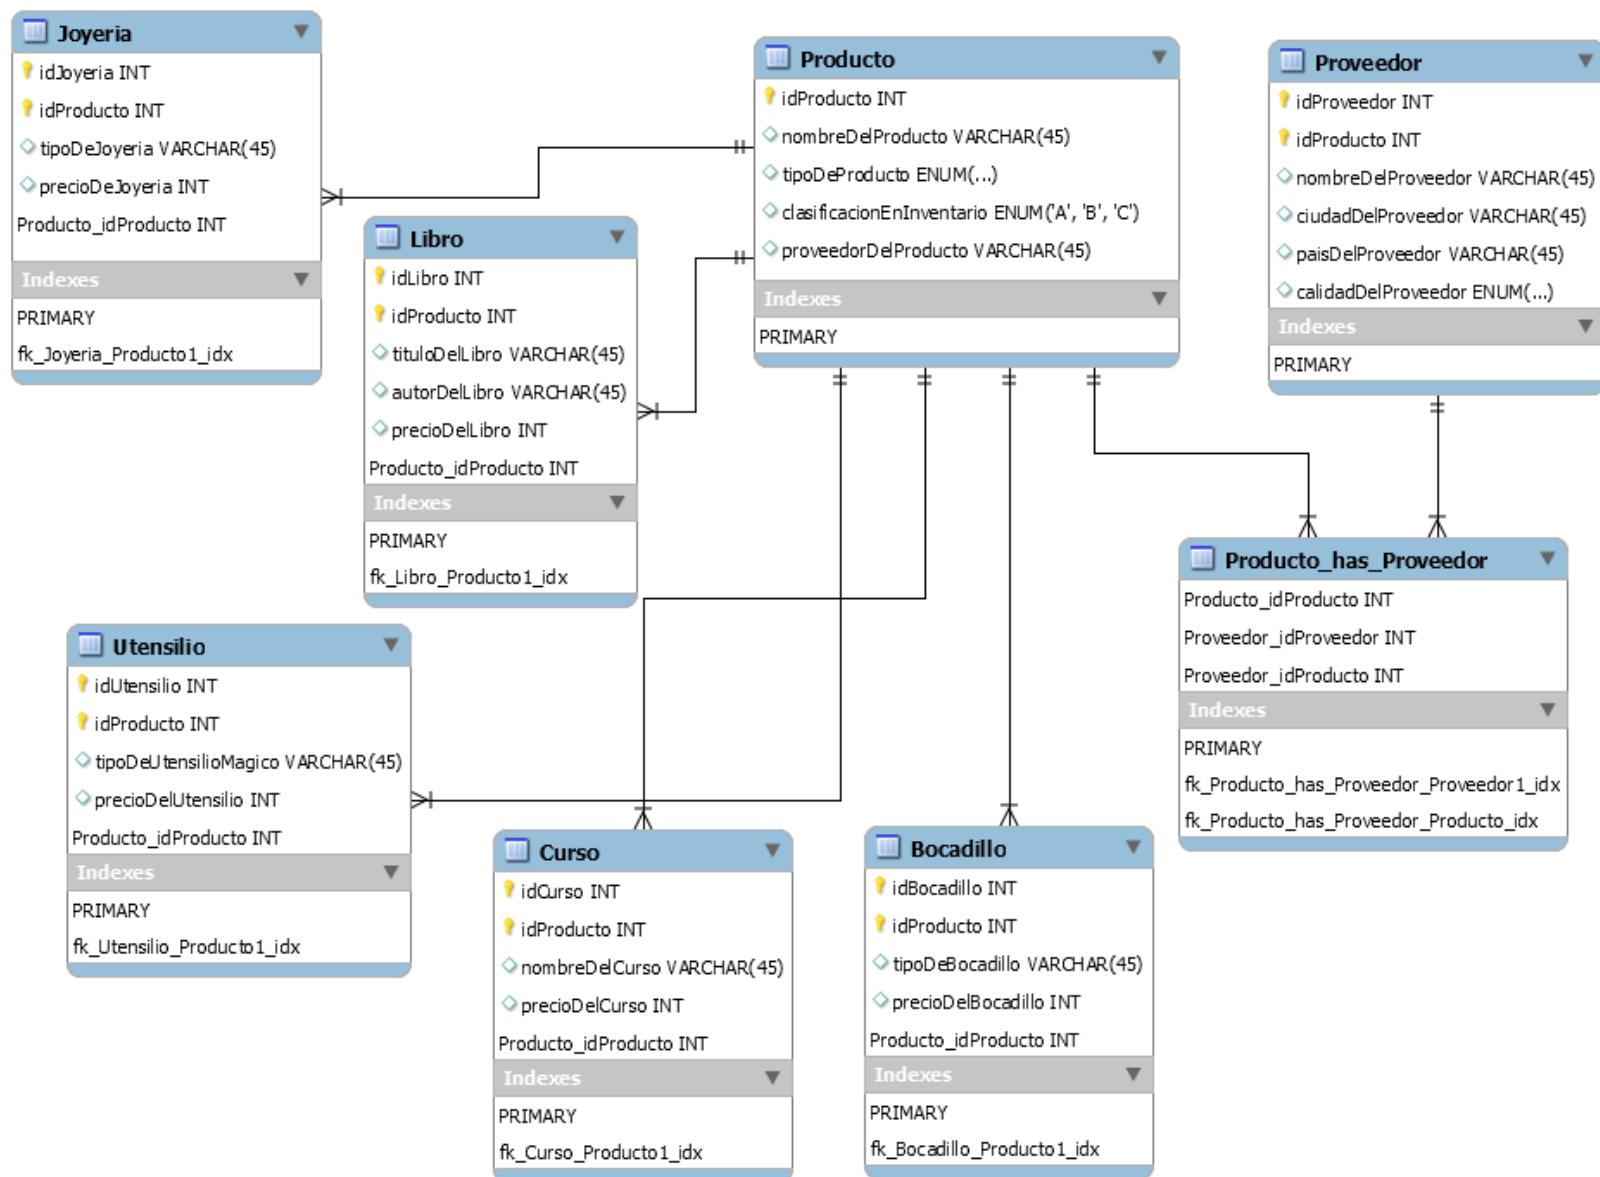 Joyeria
idJoyeria INT
idProducto INT
tipoDeJoyeria VARCHAR(45)
precioDeJoyeria INT
Producto_idProducto INT
Indexes
PRIMARY
fk_Joyeria_Producto1_idx
Libro
idLibro INT
idProducto INT
tituloDelLibro VARCHAR(45)
autorDelLibro VARCHAR(45)
precioDelLibro INT
Producto_idProducto INT
Indexes
PRIMARY
fk_Libro_Producto1_idx
Producto
idProducto INT
nombreDelProducto VARCHAR(45)
tipoDeProducto ENUM(...)
clasificacionEnInventario ENUM('A', 'B', 'C')
proveedorDelProducto VARCHAR(45)
Indexes
PRIMARY
Proveedor
idProveedor INT
idProducto INT
nombreDelProveedor VARCHAR(45)
ciudadDelProveedor VARCHAR(45)
paisDelProveedor VARCHAR(45)
calidadDelProveedor ENUM(...)
Indexes
PRIMARY
Producto_has_Proveedor
Producto_idProducto INT
Proveedor_idProveedor INT
Proveedor_idProducto INT
Indexes
PRIMARY
fk_Producto_has_Proveedor_Proveedor1_idx
fk_Producto_has_Proveedor_Producto_idx
Utensilio
idUtensilio INT
idProducto INT
tipoDeUtensilioMagico VARCHAR(45)
precioDelUtensilio INT
Producto_idProducto INT
Indexes
PRIMARY
fk_Utensilio_Producto1_idx
Curso
idCurso INT
idProducto INT
nombreDelCurso VARCHAR(45)
precioDelCurso INT
Producto_idProducto INT
Indexes
PRIMARY
fk_Curso_Producto1_idx
Bocadillo
idBocadillo INT
idProducto INT
tipoDeBocadillo VARCHAR(45)
precioDelBocadillo INT
Producto_idProducto INT
Indexes
PRIMARY
fk_Bocadillo_Producto1_idx